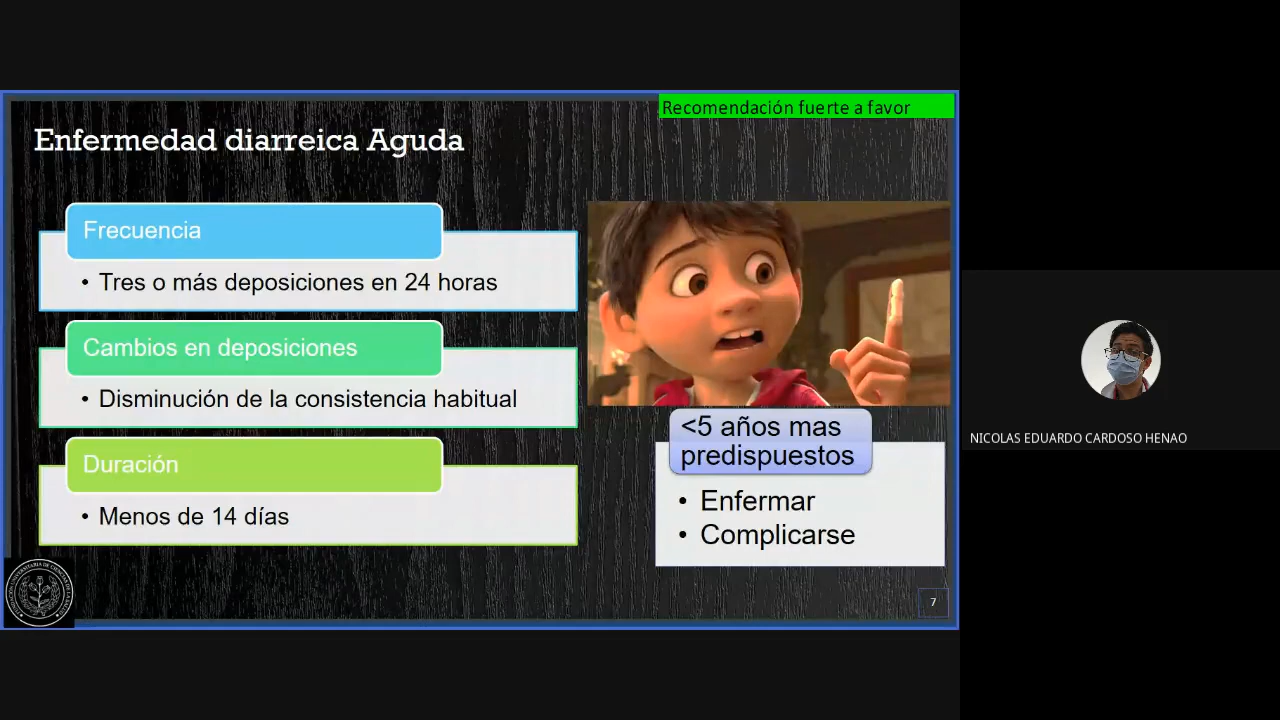 Recomendación fuerte a favor
Enfermedad diarreica Aguda
Frecuencia
• Tres o más deposiciones en 24 horas
Cambios en deposiciones
• Disminución de la consistencia habitual
Duración
• Menos de 14 días
<5 años mas
predispuestos
• Enfermar
• Complicarse
7
NICOLAS EDUARDO CARDOSO HENAO